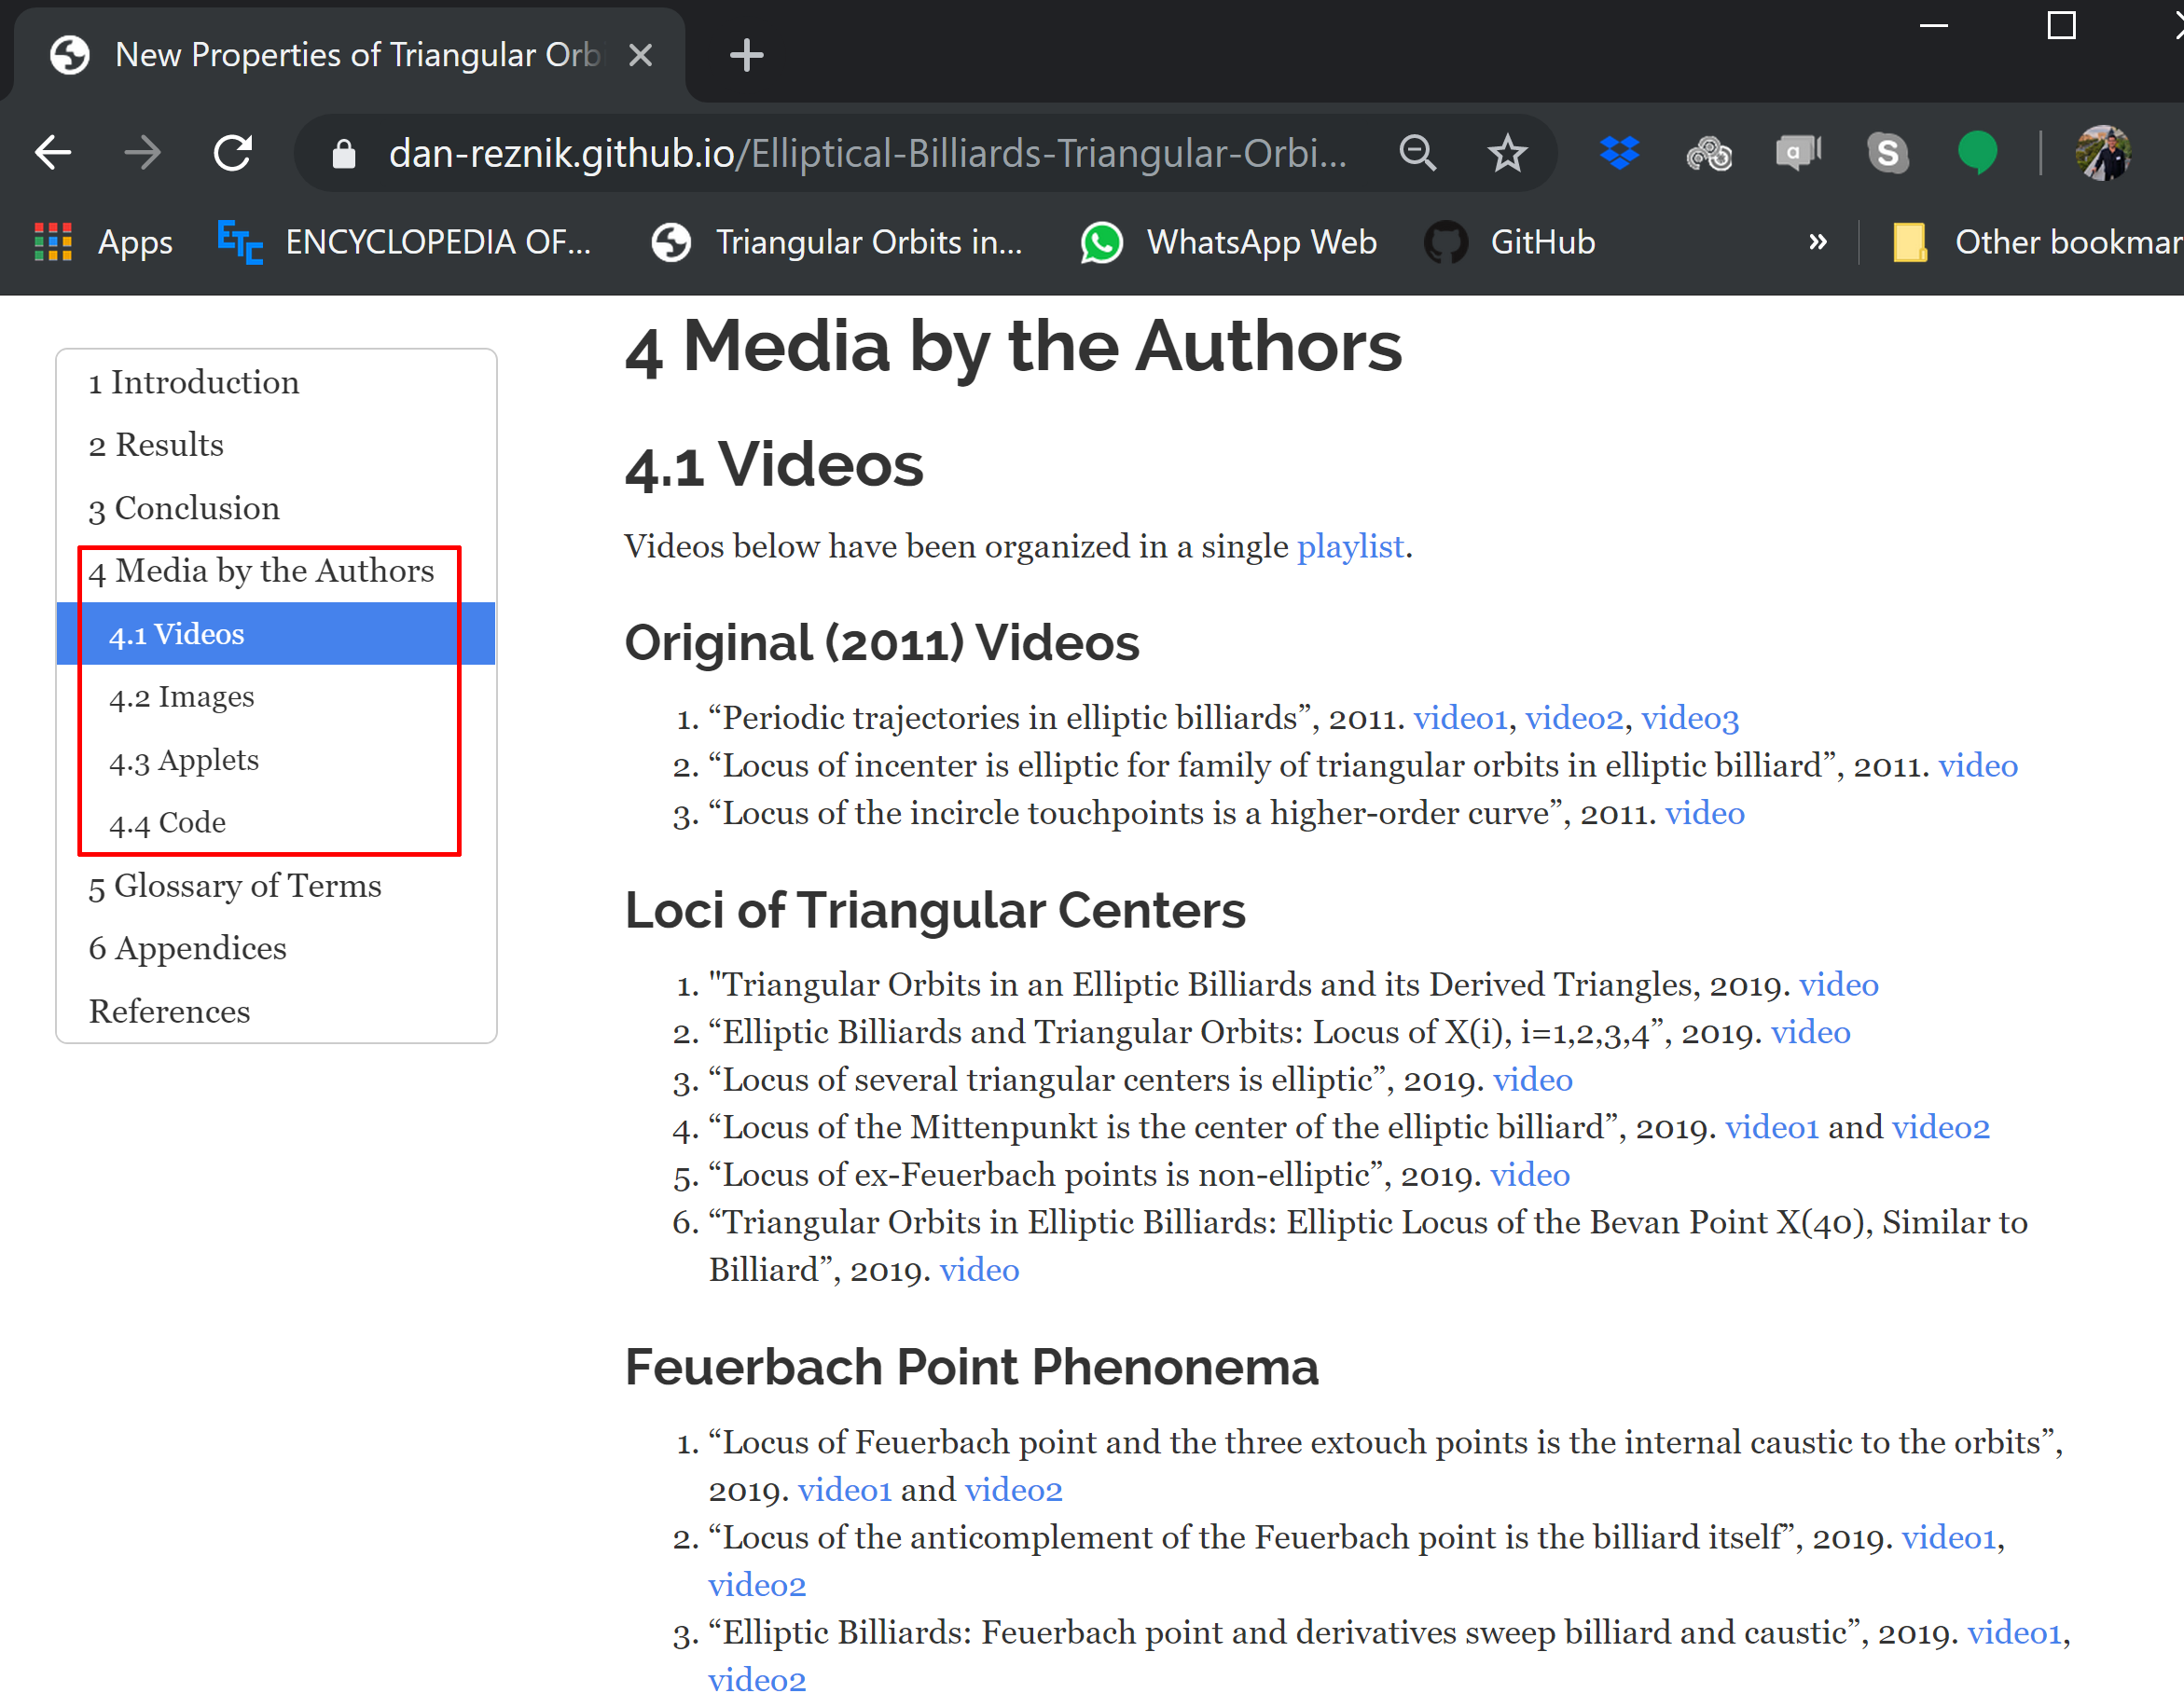 New Properties of Triangular Orb
dan-reznik.github.io/Elliptical-Billiards-Triangular-Orbi...
Apps
ETC
ENCYCLOPEDIA OF...
Triangular Orbits in...
WhatsApp Web
GitHub
»
Other bookmar
1 Introduction
2 Results
3 Conclusion
4 Media by the Authors
4.1 Videos
4.2 Images
4.3 Applets
4.4 Code
5 Glossary of Terms
6 Appendices
References
4 Media by the Authors
4.1 Videos
Videos below have been organized in a single playlist.
Original (2011) Videos
1. “Periodic trajectories in elliptic billiards”, 2011. video1, video2, video3
2. “Locus of incenter is elliptic for family of triangular orbits in elliptic billiard”, 2011. video
3. “Locus of the incircle touchpoints is a higher-order curve”, 2011. video
Loci of Triangular Centers
1. "Triangular Orbits in an Elliptic Billiards and its Derived Triangles, 2019. video
2. “Elliptic Billiards and Triangular Orbits: Locus of X(i), i=1,2,3,4”, 2019. video
3. “Locus of several triangular centers is elliptic”, 2019. video
4. “Locus of the Mittenpunkt is the center of the elliptic billiard”, 2019. video1 and video2
5. “Locus of ex-Feuerbach points is non-elliptic”, 2019. video
6. “Triangular Orbits in Elliptic Billiards: Elliptic Locus of the Bevan Point X(40), Similar to
Billiard”, 2019. video
Feuerbach Point Phenonema
1. “Locus of Feuerbach point and the three extouch points is the internal caustic to the orbits”,
2019. video1 and video2
2. “Locus of the anticomplement of the Feuerbach point is the billiard itself”, 2019. video1,
video2
3. “Elliptic Billiards: Feuerbach point and derivatives sweep billiard and caustic”, 2019. video1,
video2